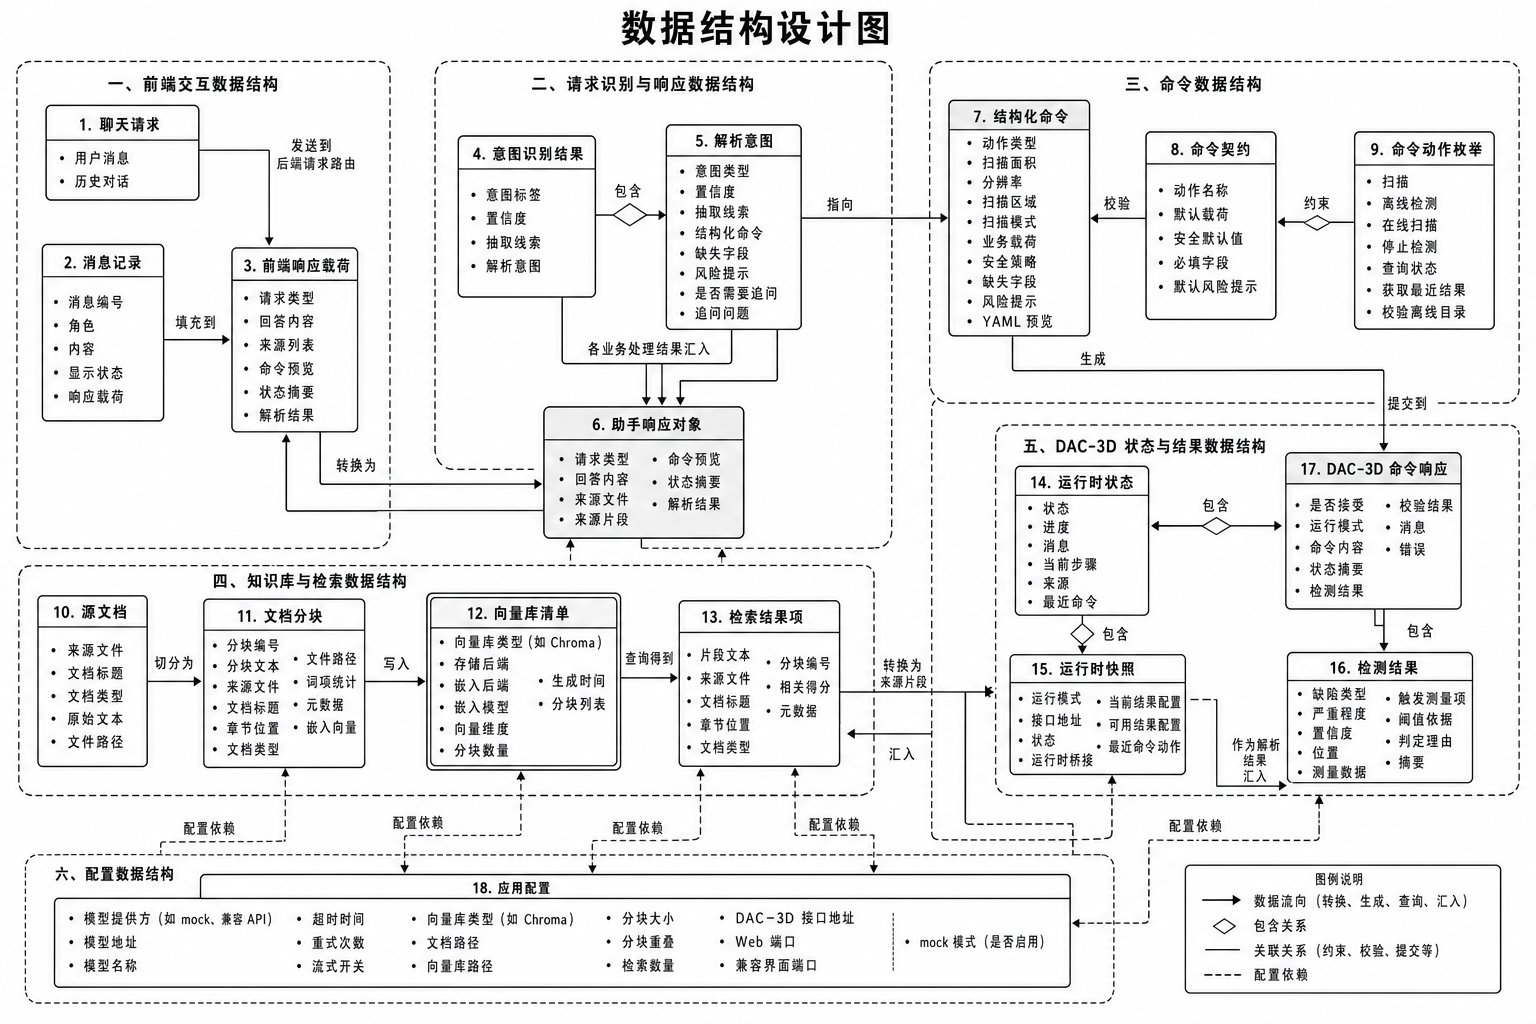 数据结构设计图
一、前端交互数据结构
1. 聊天请求
• 用户消息
• 历史对话
发送到
后端请求路由
2. 消息记录
• 消息编号
• 角色
• 内容
• 显示状态
• 响应载荷
填充到
3. 前端响应载荷
• 请求类型
• 回答内容
• 来源列表
• 命令预览
• 状态摘要
• 解析结果
转换为
二、请求识别与响应数据结构
4. 意图识别结果
• 意图标签
• 置信度
• 抽取线索
• 解析意图
包含
5. 解析意图
• 意图类型
• 置信度
• 抽取线索
• 结构化命令
• 缺失字段
• 风险提示
• 是否需要追问
• 追问问题
指向
各业务处理结果汇入
6. 助手响应对象
• 请求类型
• 回答内容
• 来源文件
• 来源片段
• 命令预览
• 状态摘要
• 解析结果
三、命令数据结构
7. 结构化命令
• 动作类型
• 扫描面积
• 分辨率
• 扫描区域
• 扫描模式
• 业务载荷
• 安全策略
• 缺失字段
• 风险提示
• YAML 预览
校验
8. 命令契约
• 动作名称
• 默认载荷
• 安全默认值
• 必填字段
• 默认风险提示
约束
9. 命令动作枚举
• 扫描
• 离线检测
• 在线扫描
• 停止检测
• 查询状态
• 获取最近结果
• 校验离线目录
生成
提交到
四、知识库与检索数据结构
10. 源文档
• 来源文件
• 文档标题
• 文档类型
• 原始文本
• 文件路径
切分为
11. 文档分块
• 分块编号
• 分块文本
• 来源文件
• 文档标题
• 章节位置
• 文档类型
• 文件路径
• 词项统计
• 元数据
• 嵌入向量
写入
12. 向量库清单
• 向量库类型 (如 Chroma)
• 存储后端
• 嵌入后端
• 嵌入模型
• 向量维度
• 分块数量
• 生成时间
• 分块列表
查询得到
13. 检索结果项
• 片段文本
• 来源文件
• 文档标题
• 章节位置
• 文档类型
• 分块编号
• 相关得分
• 元数据
转换为
来源片段
汇入
五、DAC-3D 状态与结果数据结构
14. 运行时状态
• 状态
• 进度
• 消息
• 当前步骤
• 来源
• 最近命令
包含
17. DAC-3D 命令响应
• 是否接受
• 运行模式
• 命令内容
• 状态摘要
• 检测结果
• 校验结果
• 消息
• 错误
包含
包含
15. 运行时快照
• 运行模式
• 接口地址
• 状态
• 运行时桥接
• 当前结果配置
• 可用结果配置
• 最近命令动作
作为解析
结果
汇入
16. 检测结果
• 缺陷类型
• 严重程度
• 置信度
• 位置
• 测量数据
• 触发测量项
• 阈值依据
• 判定理由
• 摘要
配置依赖
配置依赖
配置依赖
配置依赖
配置依赖
六、配置数据结构
18. 应用配置
• 模型提供方 (如 mock、兼容 API)
• 模型地址
• 模型名称
• 超时时间
• 重式次数
• 流式开关
• 向量库类型 (如 Chroma)
• 文档路径
• 向量库路径
• 分块大小
• 分块重叠
• 检索数量
• DAC-3D 接口地址
• Web 端口
• 兼容界面端口
• mock 模式 (是否启用)
图例说明
数据流向 (转换、生成、查询、汇入)
包含关系
关联关系 (约束、校验、提交等)
配置依赖